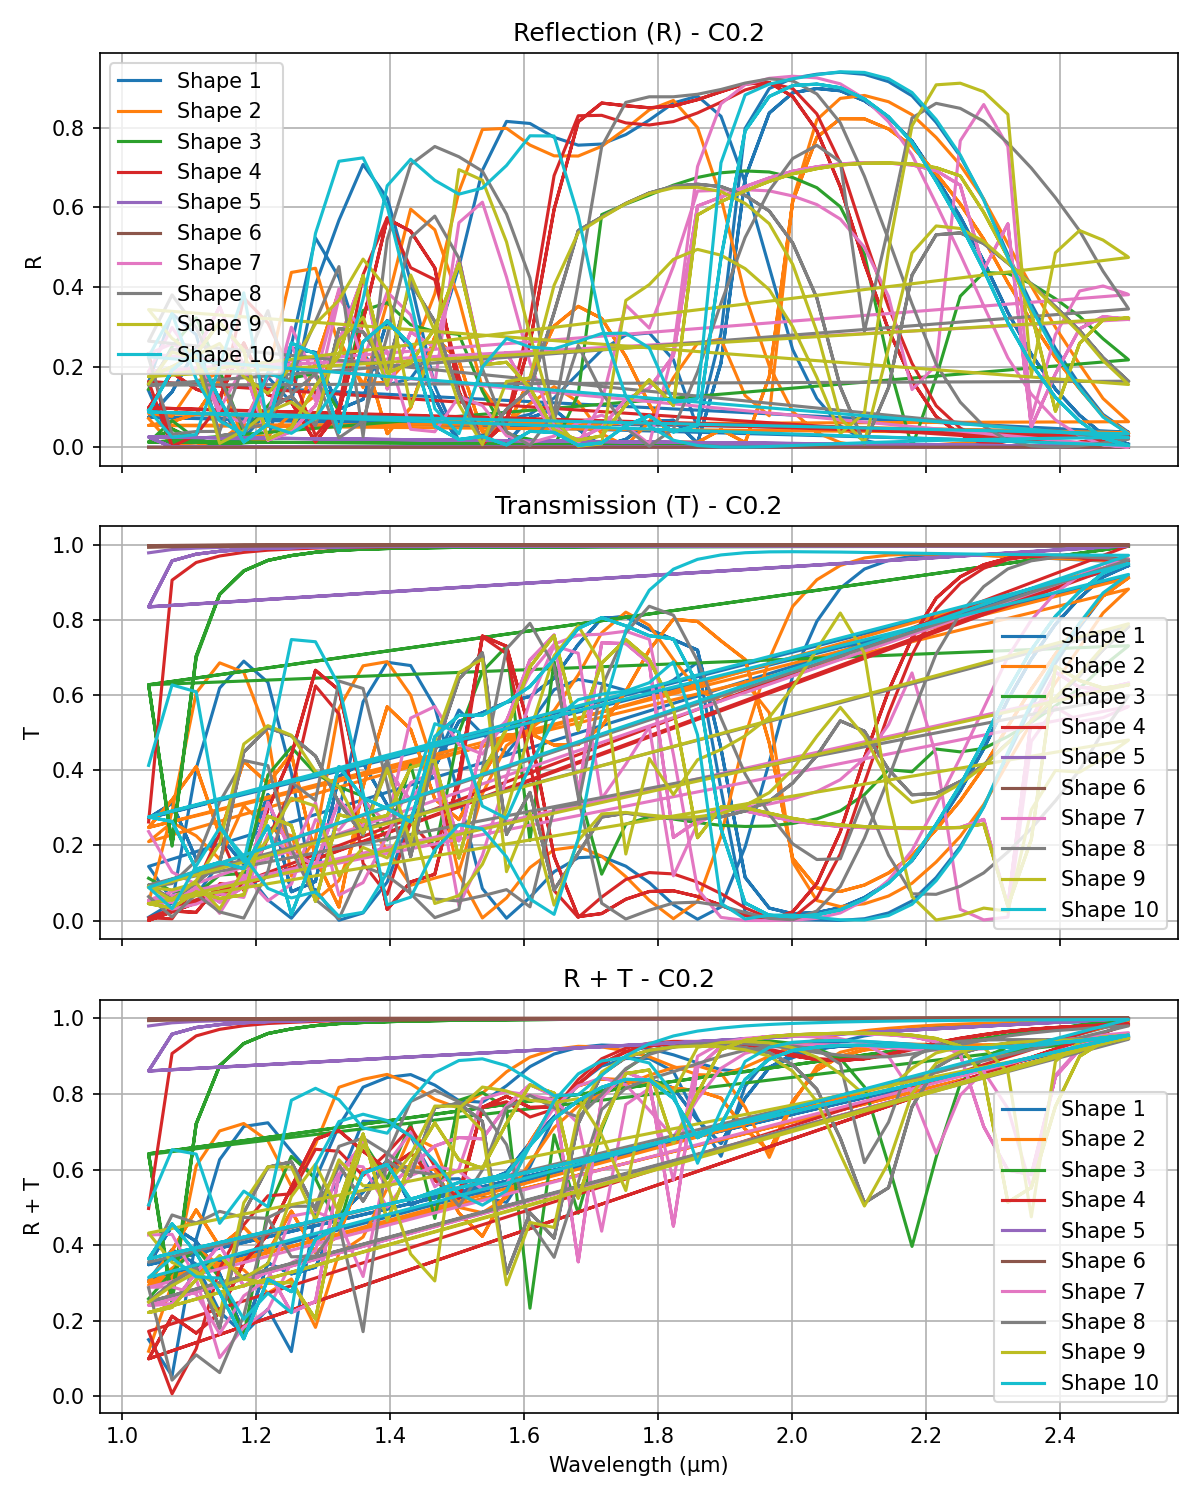 Reflection (R) - C0.2
R
0.8
0.6
0.4
0.2
0.0
Shape 1
Shape 2
Shape 3
Shape 4
Shape 5
Shape 6
Shape 7
Shape 8
Shape 9
Shape 10
Transmission (T) - C0.2
T
1.0
0.8
0.6
0.4
0.2
0.0
Shape 1
Shape 2
Shape 3
Shape 4
Shape 5
Shape 6
Shape 7
Shape 8
Shape 9
Shape 10
R + T - C0.2
R + T
1.0
0.8
0.6
0.4
0.2
0.0
Shape 1
Shape 2
Shape 3
Shape 4
Shape 5
Shape 6
Shape 7
Shape 8
Shape 9
Shape 10
1.0 1.2 1.4 1.6 1.8 2.0 2.2 2.4
Wavelength (μm)